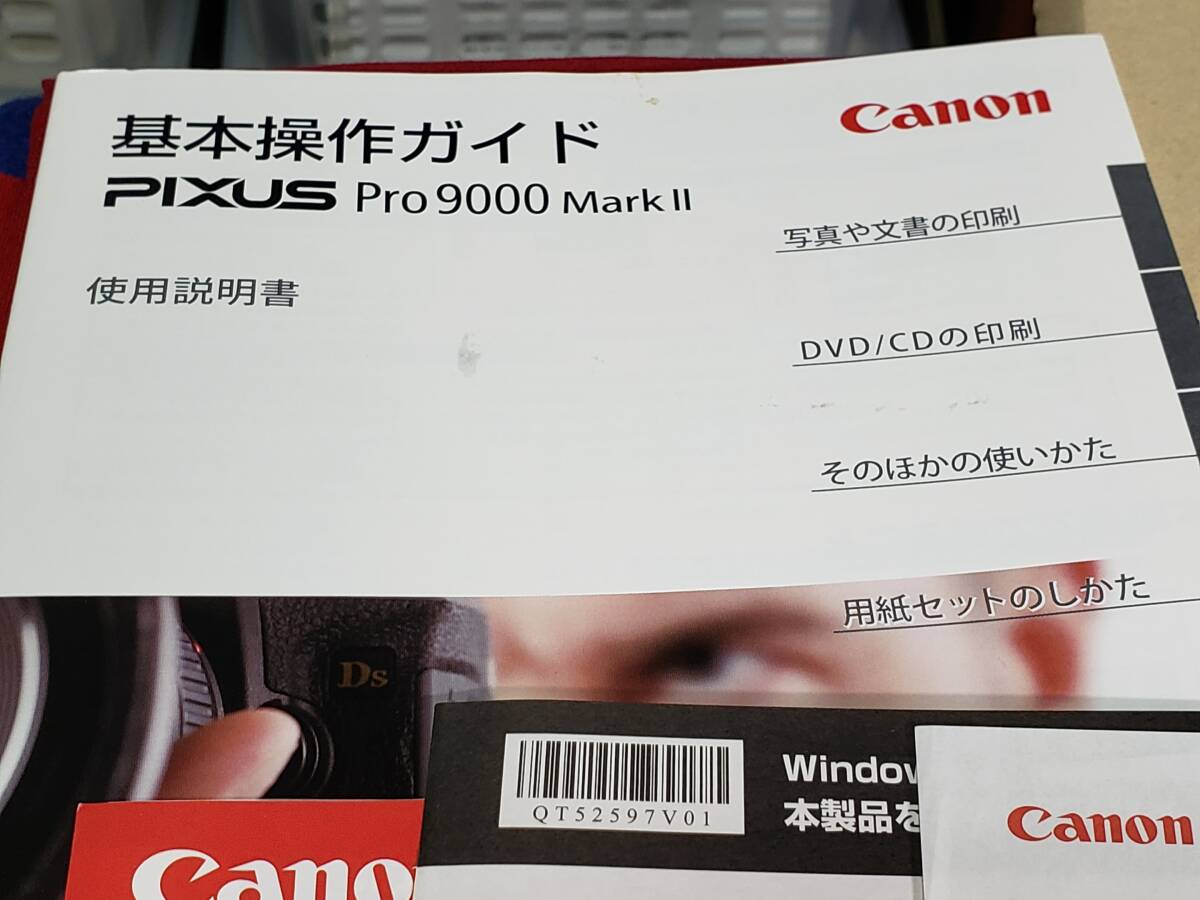 基本操作ガイド
Canon
PIXUS Pro9000 Mark II
使用説明書
写真や文書の印刷
DVD/CDの印刷
そのほかの使いかた
用紙セットのしかた
Ds
QT52597V01
本製品を
Canon